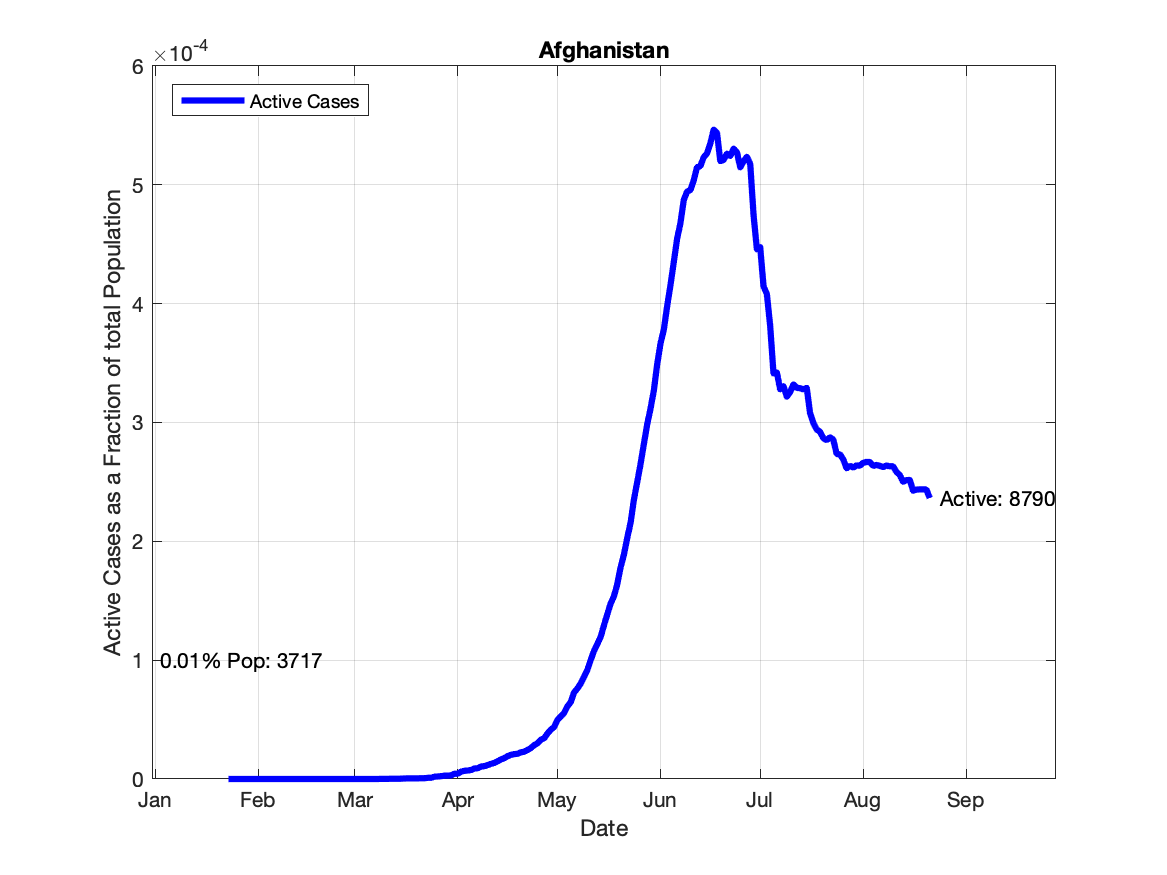 Afghanistan
×10-4
Active Cases
6
5
4
3
2
1
0
Active Cases as a Fraction of total Population
Active: 8790
0.01% Pop: 3717
Jan Feb Mar Apr May Jun Jul Aug Sep
Date